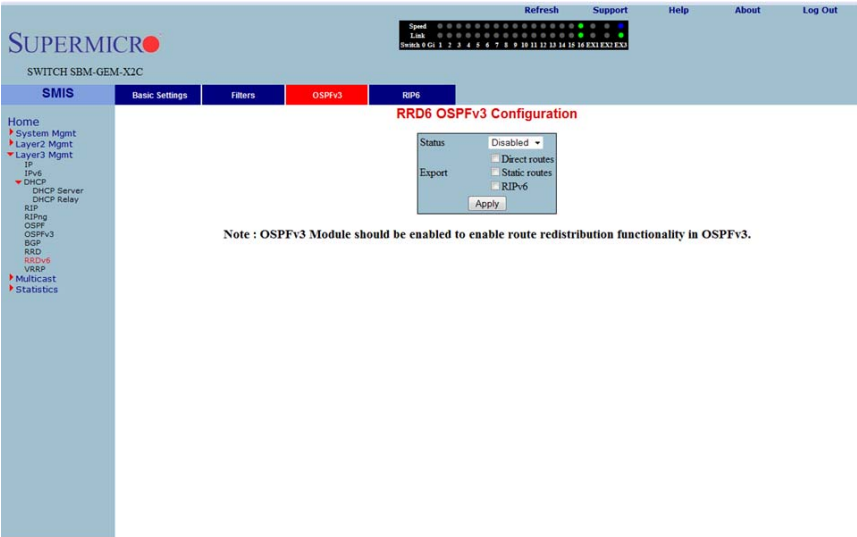 Refresh Support Help About Log Out
Speed
Link
Switch 0 Gi 1 2 3 4 5 6 7 8 9 10 11 12 13 14 15 16 EX1 EX2 EX3
SUPERMICRO
SWITCH SBM-GEM-X2C
SMIS
Basic Settings Filters OSPFv3 RIP6
Home
System Mgmt
Layer2 Mgmt
Layer3 Mgmt
IP
IPv6
DHCP
DHCP Server
DHCP Relay
RIP
RIPng
OSPF
OSPFv3
BGP
RRD
RRDv6
VRRP
Multicast
Statistics
RRD6 OSPFv3 Configuration
Status Disabled
Export
Direct routes
Static routes
RIPv6
Apply
Note : OSPFv3 Module should be enabled to enable route redistribution functionality in OSPFv3.